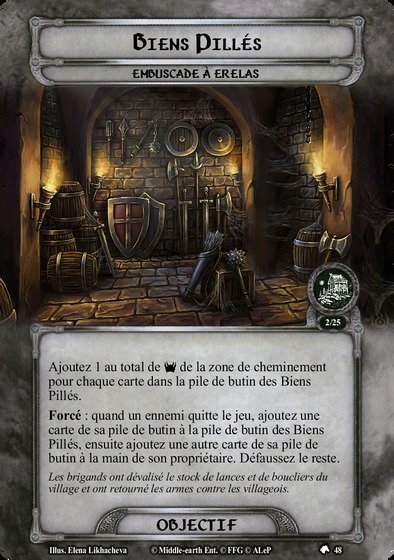 Biens Pillés
Embuscade à Erelas
2/25
Ajoutez 1 au total de de la zone de cheminement
pour chaque carte dans la pile de butin des Biens
Pillés.
Forcé : quand un ennemi quitte le jeu, ajoutez une
carte de sa pile de butin à la pile de butin des Biens
Pillés, ensuite ajoutez une autre carte de sa pile de
butin à la main de son propriétaire. Défaussez le reste.
Les brigands ont dévalisé le stock de lances et de boucliers du
village et ont retourné les armes contre les villageois.
Objectif
Illus. Elena Likhacheva © Middle-earth Ent. © FFG © ALeP 48